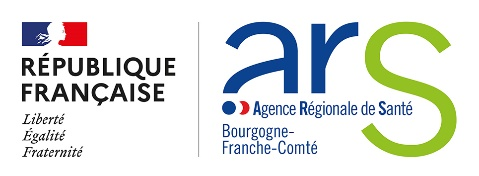 RÉPUBLIQUE
FRANÇAISE
Liberté
Égalité
Fraternité
ars
Agence Régionale de Santé
Bourgogne-
Franche-Comté